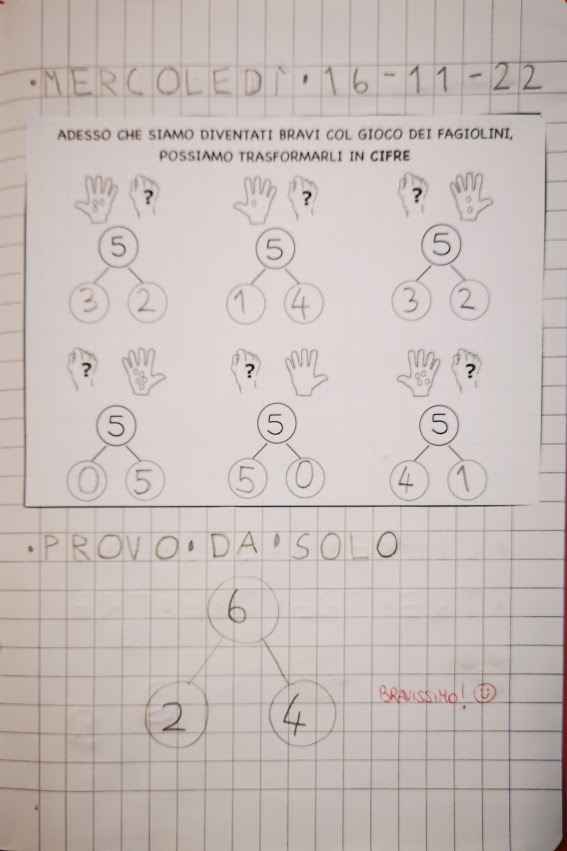 ·MERCOLEDÌ·16-11-22
ADESSO CHE SIAMO DIVENTATI BRAVI COL GIOCO DEI FAGIOLINI,
POSSIAMO TRASFORMARLI IN CIFRE
? ? ?
5 5 5
3 2 1 4 3 2
? ? ?
5 5 5
0 5 5 0 4 1
·PROVO·DA·SOLO
6
BRAVISSIMO!
2 4